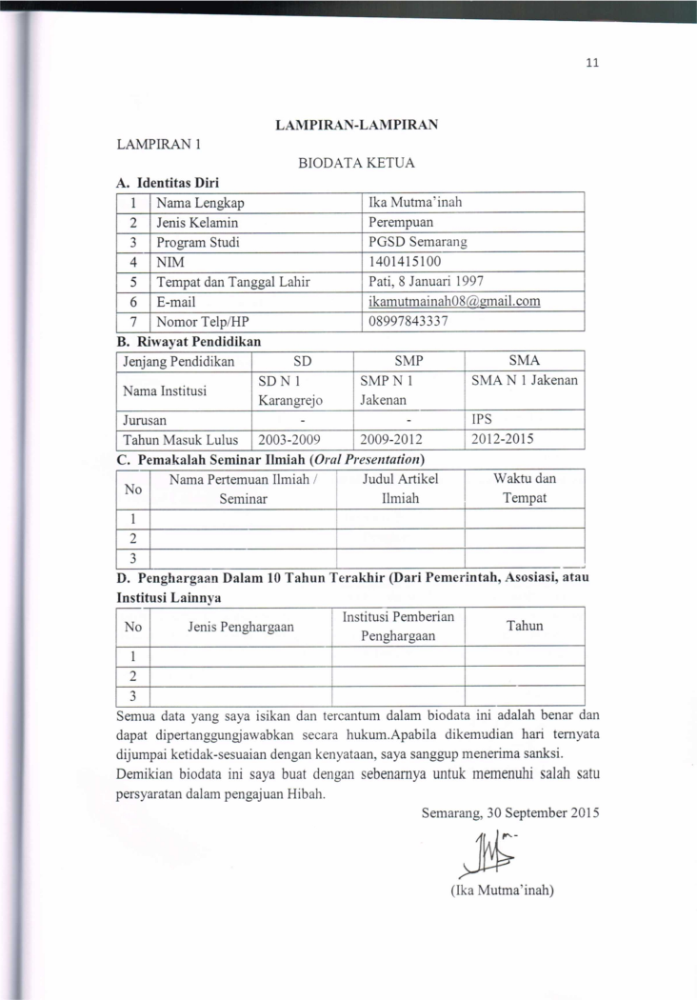 11
LAMPIRAN-LAMPIRAN
LAMPIRAN 1
BIODATA KETUA
A. Identitas Diri
1 Nama Lengkap Ika Mutma'inah
2 Jenis Kelamin Perempuan
3 Program Studi PGSD Semarang
4 NIM 1401415100
5 Tempat dan Tanggal Lahir Pati, 8 Januari 1997
6 E-mail ikamutmainah08@gmail.com
7 Nomor Telp/HP 08997843337
B. Riwayat Pendidikan
Jenjang Pendidikan SD SMP SMA
Nama Institusi SD N 1 Karangrejo SMP N 1 Jakenan SMA N 1 Jakenan
Jurusan - - IPS
Tahun Masuk Lulus 2003-2009 2009-2012 2012-2015
C. Pemakalah Seminar Ilmiah (Oral Presentation)
No Nama Pertemuan Ilmiah / Seminar Judul Artikel Ilmiah Waktu dan Tempat
1
2
3
D. Penghargaan Dalam 10 Tahun Terakhir (Dari Pemerintah, Asosiasi, atau
Institusi Lainnya
No Jenis Penghargaan Institusi Pemberian Penghargaan Tahun
1
2
3
Semua data yang saya isikan dan tercantum dalam biodata ini adalah benar dan
dapat dipertanggungjawabkan secara hukum.Apabila dikemudian hari ternyata
dijumpai ketidak-sesuaian dengan kenyataan, saya sanggup menerima sanksi.
Demikian biodata ini saya buat dengan sebenarnya untuk memenuhi salah satu
persyaratan dalam pengajuan Hibah.
Semarang, 30 September 2015
(Ika Mutma'inah)